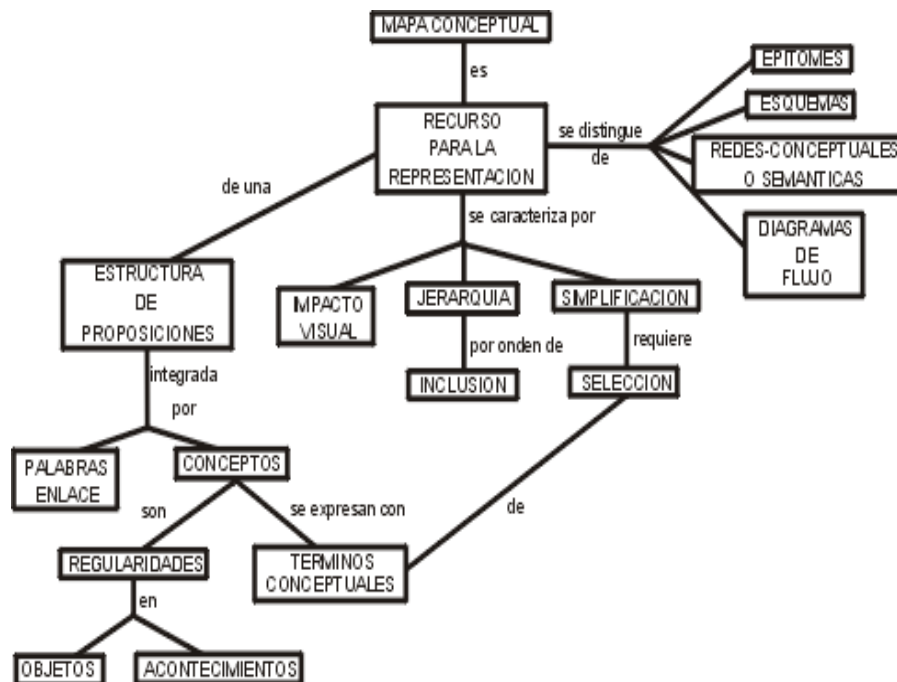 MAPA CONCEPTUAL
es
RECURSO
PARA LA
REPRESENTACION
se distingue
de
EPITOMES
ESQUEMAS
REDES-CONCEPTUALES
O SEMANTICAS
DIAGRAMAS
DE
FLUJO
de una
se caracteriza por
ESTRUCTURA
DE
PROPOSICIONES
IMPACTO
VISUAL
JERARQUIA
SIMPLIFICACION
por onden de
requiere
INCLUSION
SELECCION
integrada
por
PALABRAS
ENLACE
CONCEPTOS
son
se expresan con
de
REGULARIDADES
TERMINOS
CONCEPTUALES
en
OBJETOS
ACONTECIMIENTOS